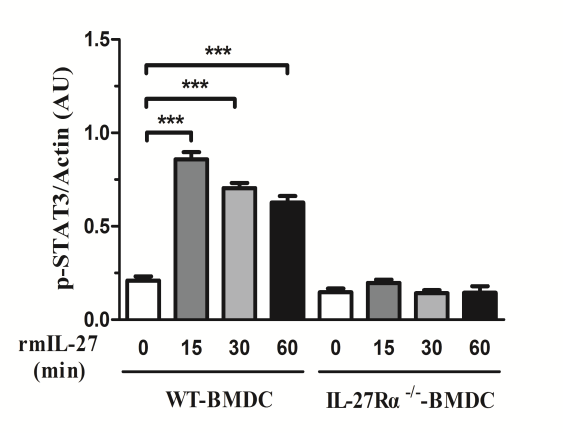 1.5
***
***
1.0
***
p-STAT3/Actin (AU)
0.5
0.0
rmIL-27 0 15 30 60 0 15 30 60
(min)
WT-BMDC IL-27Rα -/- -BMDC